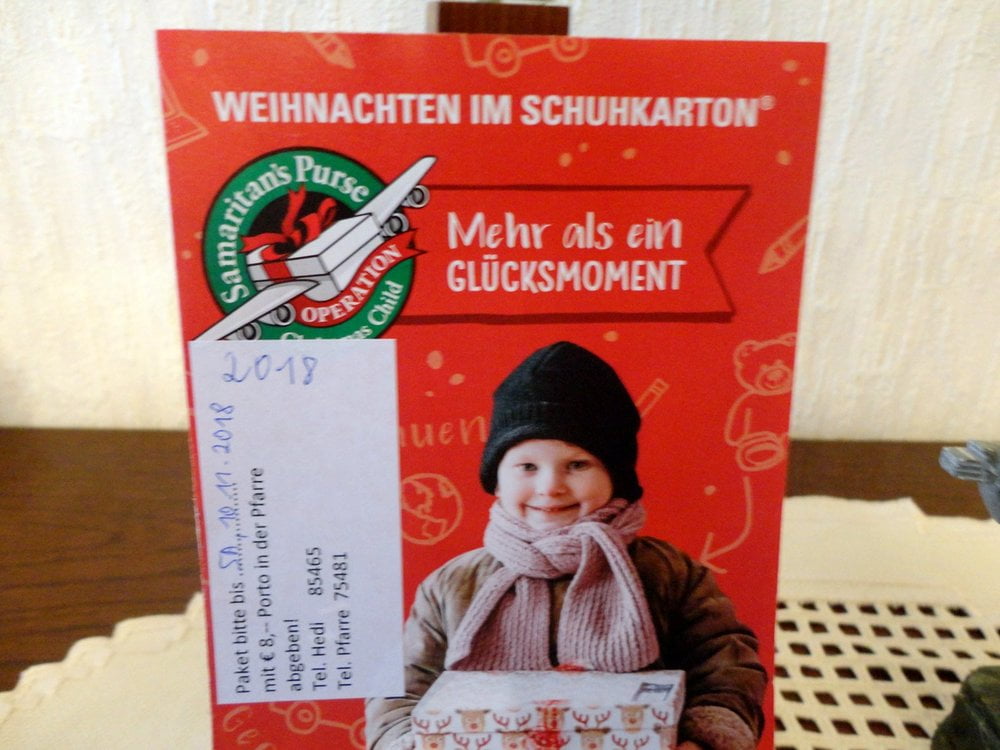 WEIHNACHTEN IM SCHUHKARTON®
Samaritan's Purse
OPERATION
Child
Mehr als ein
GLÜCKSMOMENT
2018
Paket bitte bis SA. 10.11.2018
mit € 8,-- Porto in der Pfarre
abgeben!
Tel. Hedi 85465
Tel. Pfarre 75481